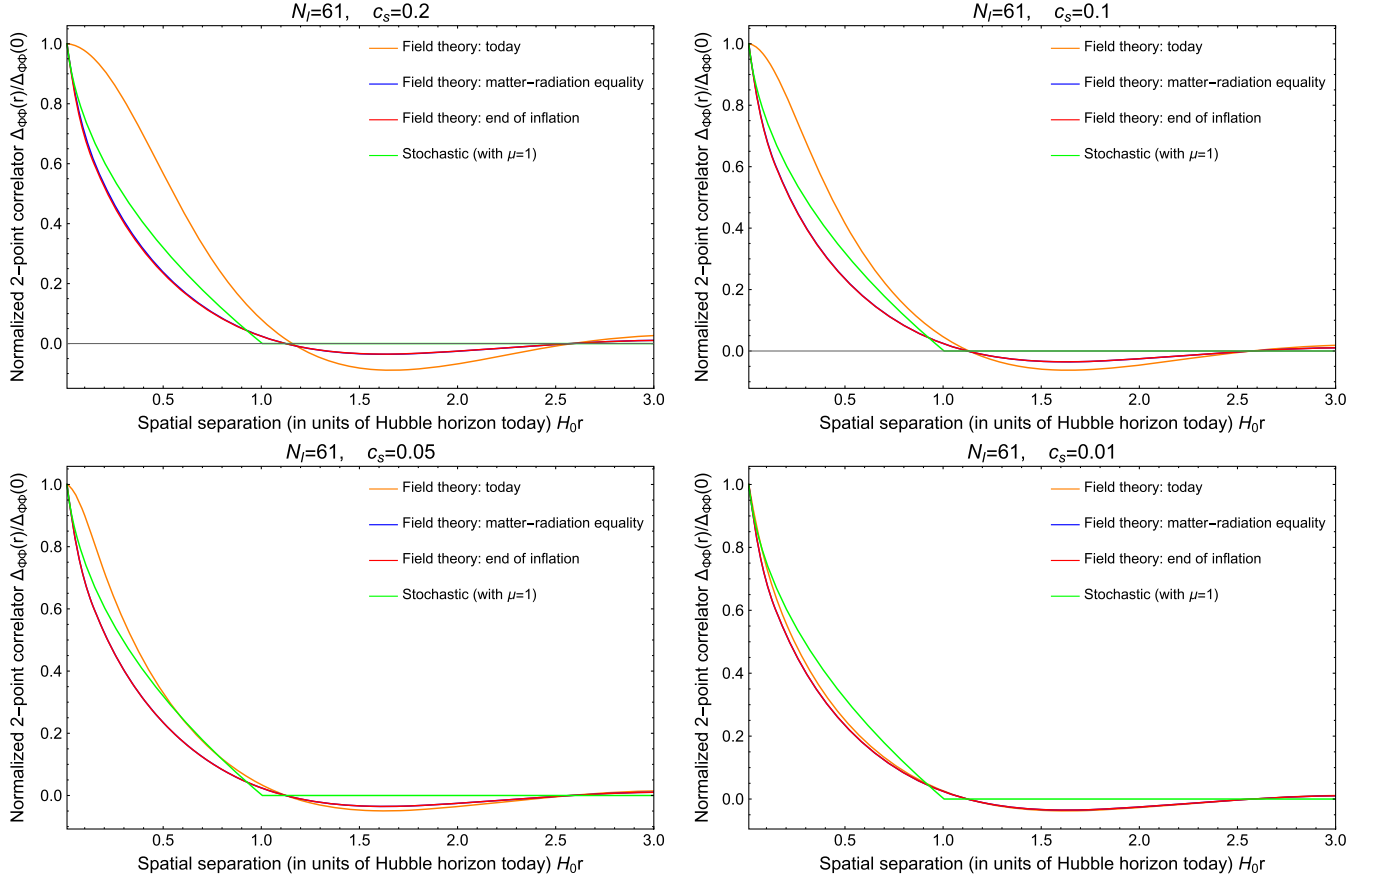 N_I=61, c_s=0.2
Normalized 2−point correlator Δ_ΦΦ(r)/Δ_ΦΦ(0)
1.0
0.8
0.6
0.4
0.2
0.0
Field theory: today
Field theory: matter−radiation equality
Field theory: end of inflation
Stochastic (with μ=1)
0.5 1.0 1.5 2.0 2.5 3.0
Spatial separation (in units of Hubble horizon today) H_0r
N_I=61, c_s=0.1
Normalized 2−point correlator Δ_ΦΦ(r)/Δ_ΦΦ(0)
1.0
0.8
0.6
0.4
0.2
0.0
Field theory: today
Field theory: matter−radiation equality
Field theory: end of inflation
Stochastic (with μ=1)
0.5 1.0 1.5 2.0 2.5 3.0
Spatial separation (in units of Hubble horizon today) H_0r
N_I=61, c_s=0.05
Normalized 2−point correlator Δ_ΦΦ(r)/Δ_ΦΦ(0)
1.0
0.8
0.6
0.4
0.2
0.0
Field theory: today
Field theory: matter−radiation equality
Field theory: end of inflation
Stochastic (with μ=1)
0.5 1.0 1.5 2.0 2.5 3.0
Spatial separation (in units of Hubble horizon today) H_0r
N_I=61, c_s=0.01
Normalized 2−point correlator Δ_ΦΦ(r)/Δ_ΦΦ(0)
1.0
0.8
0.6
0.4
0.2
0.0
Field theory: today
Field theory: matter−radiation equality
Field theory: end of inflation
Stochastic (with μ=1)
0.5 1.0 1.5 2.0 2.5 3.0
Spatial separation (in units of Hubble horizon today) H_0r